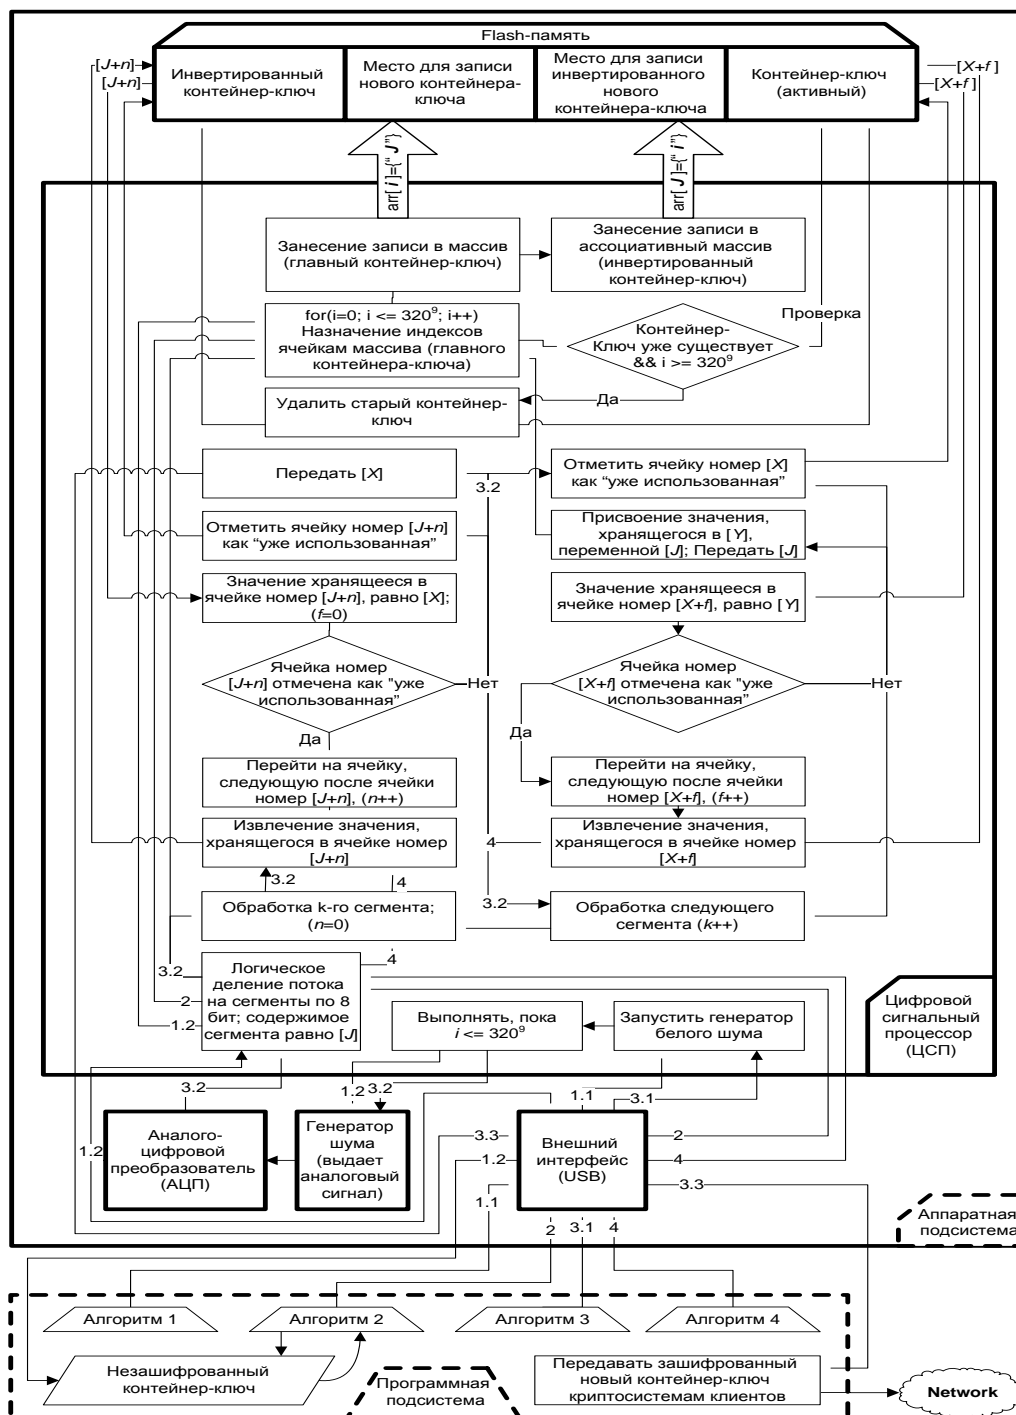 Flash-память
[J+n]
[J+n]
Инвертированный
контейнер-ключ
Место для записи
нового контейнера-
ключа
Место для записи
инвертированного
нового
контейнера-ключа
Контейнер-ключ
(активный)
[X+f]
[X+f]
arr[i]={“J”}
arr[J]={“i”}
Занесение записи в массив
(главный контейнер-ключ)
Занесение записи в
ассоциативный массив
(инвертированный
контейнер-ключ)
for(i=0; i <= 320⁹; i++)
Назначение индексов
ячейкам массива (главного
контейнера-ключа)
Контейнер-
Ключ уже существует
&& i >= 320⁹
Проверка
Да
Удалить старый контейнер-
ключ
Передать [X]
3.2
Отметить ячейку номер [X]
как “уже использованная”
Отметить ячейку номер [J+n]
как “уже использованная”
Присвоение значения,
хранящегося в [Y],
переменной [J]; Передать [J]
Значение хранящееся в
ячейке номер [J+n], равно [X];
(f=0)
Значение хранящееся в
ячейке номер [X+f], равно [Y]
Ячейка номер
[J+n] отмечена как "уже
использованная”
Нет
Да
Ячейка номер
[X+f] отмечена как "уже
использованная”
Нет
Да
Перейти на ячейку,
следующую после ячейки
номер [J+n], (n++)
Перейти на ячейку,
следующую после ячейки
номер [X+f], (f++)
Извлечение значения,
хранящегося в ячейке номер
[J+n]
4
Извлечение значения,
хранящегося в ячейке номер
[X+f]
3.2
4
Обработка k-го сегмента;
(n=0)
3.2
Обработка следующего
сегмента (k++)
3.2
2
1.2
4
Логическое
деление потока
на сегменты по 8
бит; содержимое
сегмента равно [J]
Выполнять, пока
i <= 320⁹
Запустить генератор
белого шума
Цифровой
сигнальный
процессор
(ЦСП)
3.2
1.2
3.2
1.1
3.1
1.2
Аналого-
цифровой
преобразователь
(АЦП)
Генератор
шума
(выдает
аналоговый
сигнал)
3.3
1.2
1.1
Внешний
интерфейс
(USB)
2
4
3.3
2
3.1
4
Аппаратная
подсистема
Алгоритм 1
Алгоритм 2
Алгоритм 3
Алгоритм 4
Незашифрованный
контейнер-ключ
Программная
подсистема
Передавать зашифрованный
новый контейнер-ключ
криптосистемам клиентов
Network